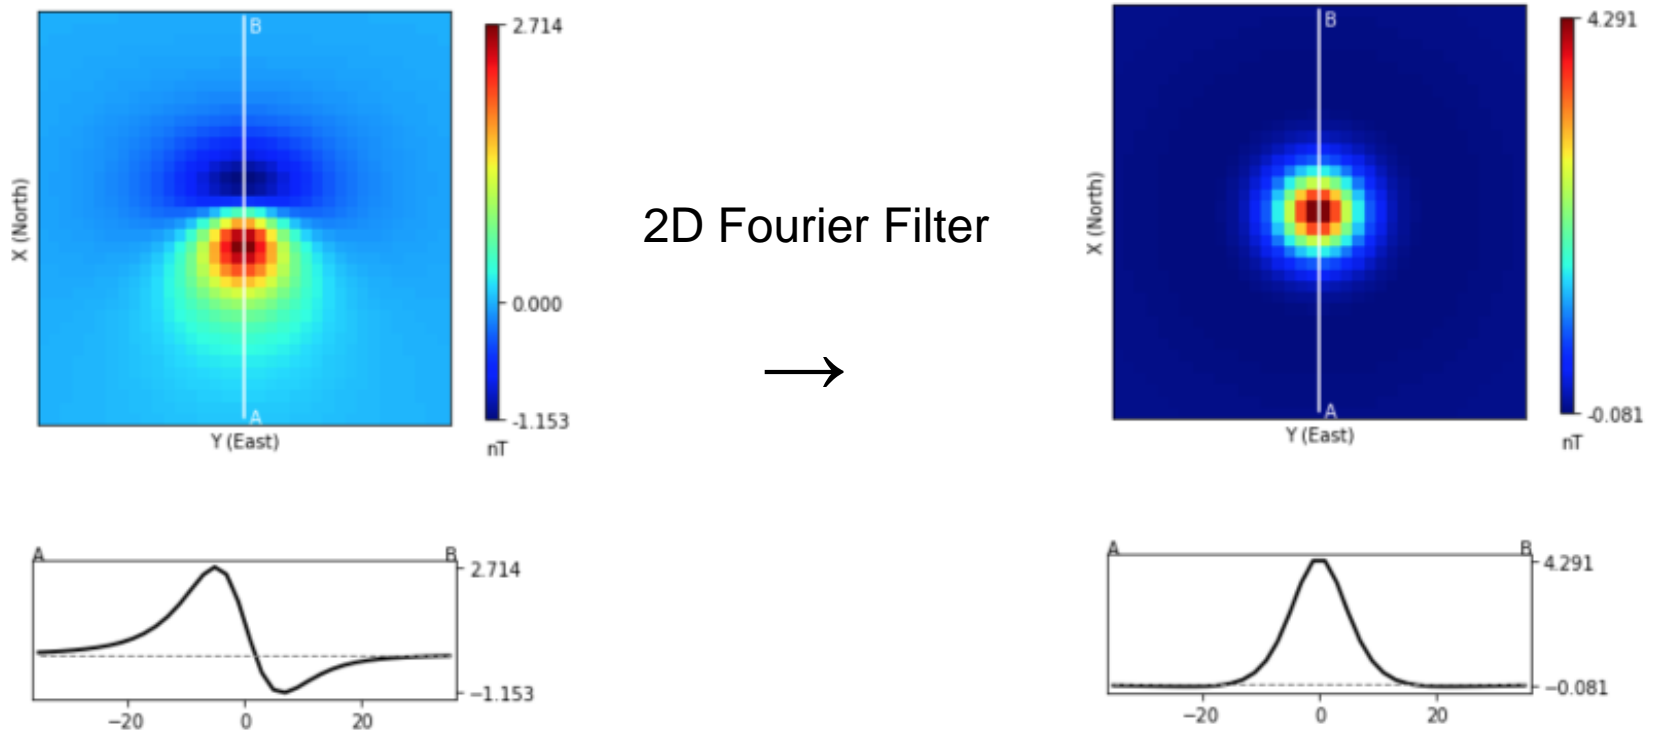 B
2.714
0.000
-1.153
nT
X (North)
A
Y (East)
2D Fourier Filter
→
B
4.291
-0.081
nT
X (North)
A
Y (East)
A
B
2.714
−1.153
−20
0
20
A
B
4.291
−0.081
−20
0
20